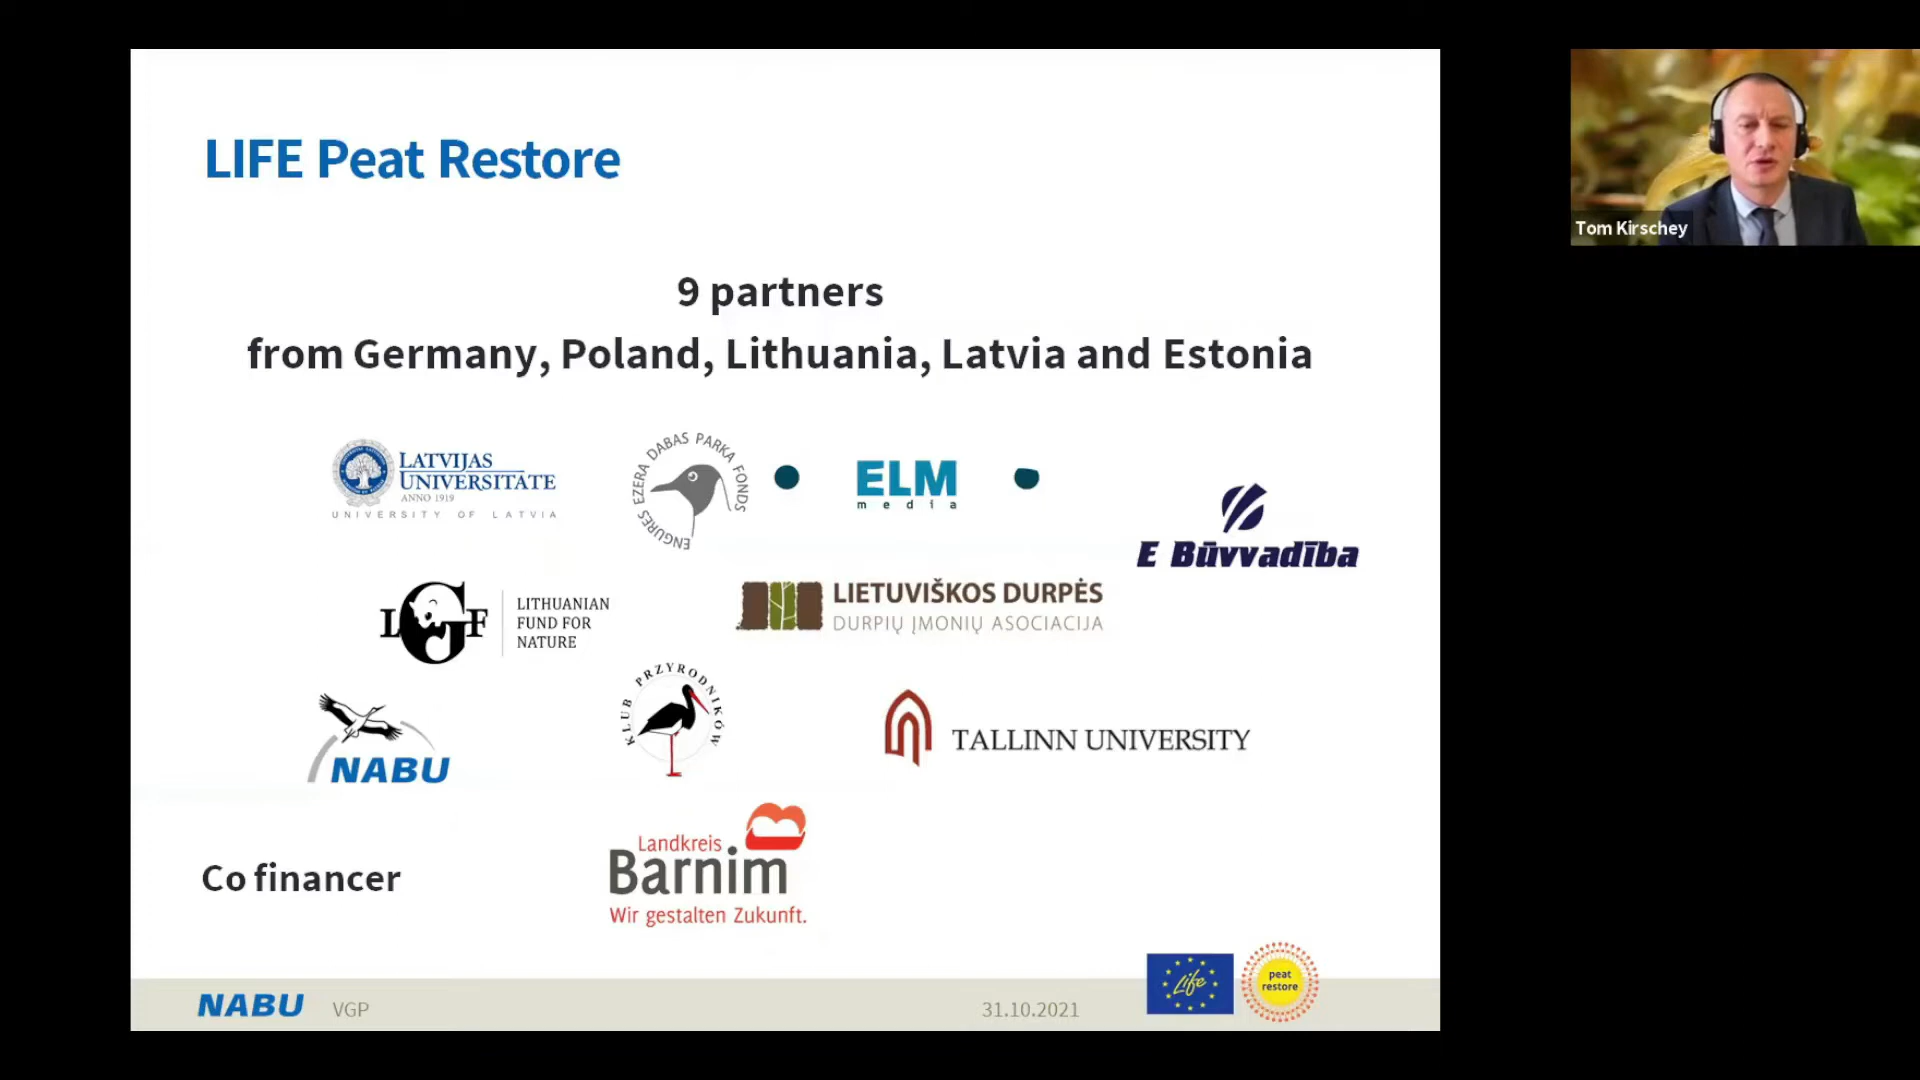 LIFE Peat Restore
Tom Kirschey
9 partners
from Germany, Poland, Lithuania, Latvia and Estonia
LATVIJAS
UNIVERSITATE
ANNO 1919
UNIVERSITY OF LATVIA
ENGURES EZERA DABAS PARKA FONDS
ELM
media
E Būvvadība
LGF
LITHUANIAN
FUND FOR
NATURE
LIETUVIŠKOS DURPĖS
DURPIŲ ĮMONIŲ ASOCIACIJA
NABU
KLUB PRZYRODNIKÓW
TALLINN UNIVERSITY
Co financer
Landkreis
Barnim
Wir gestalten Zukunft.
NABU VGP 31.10.2021
Life
peat
restore